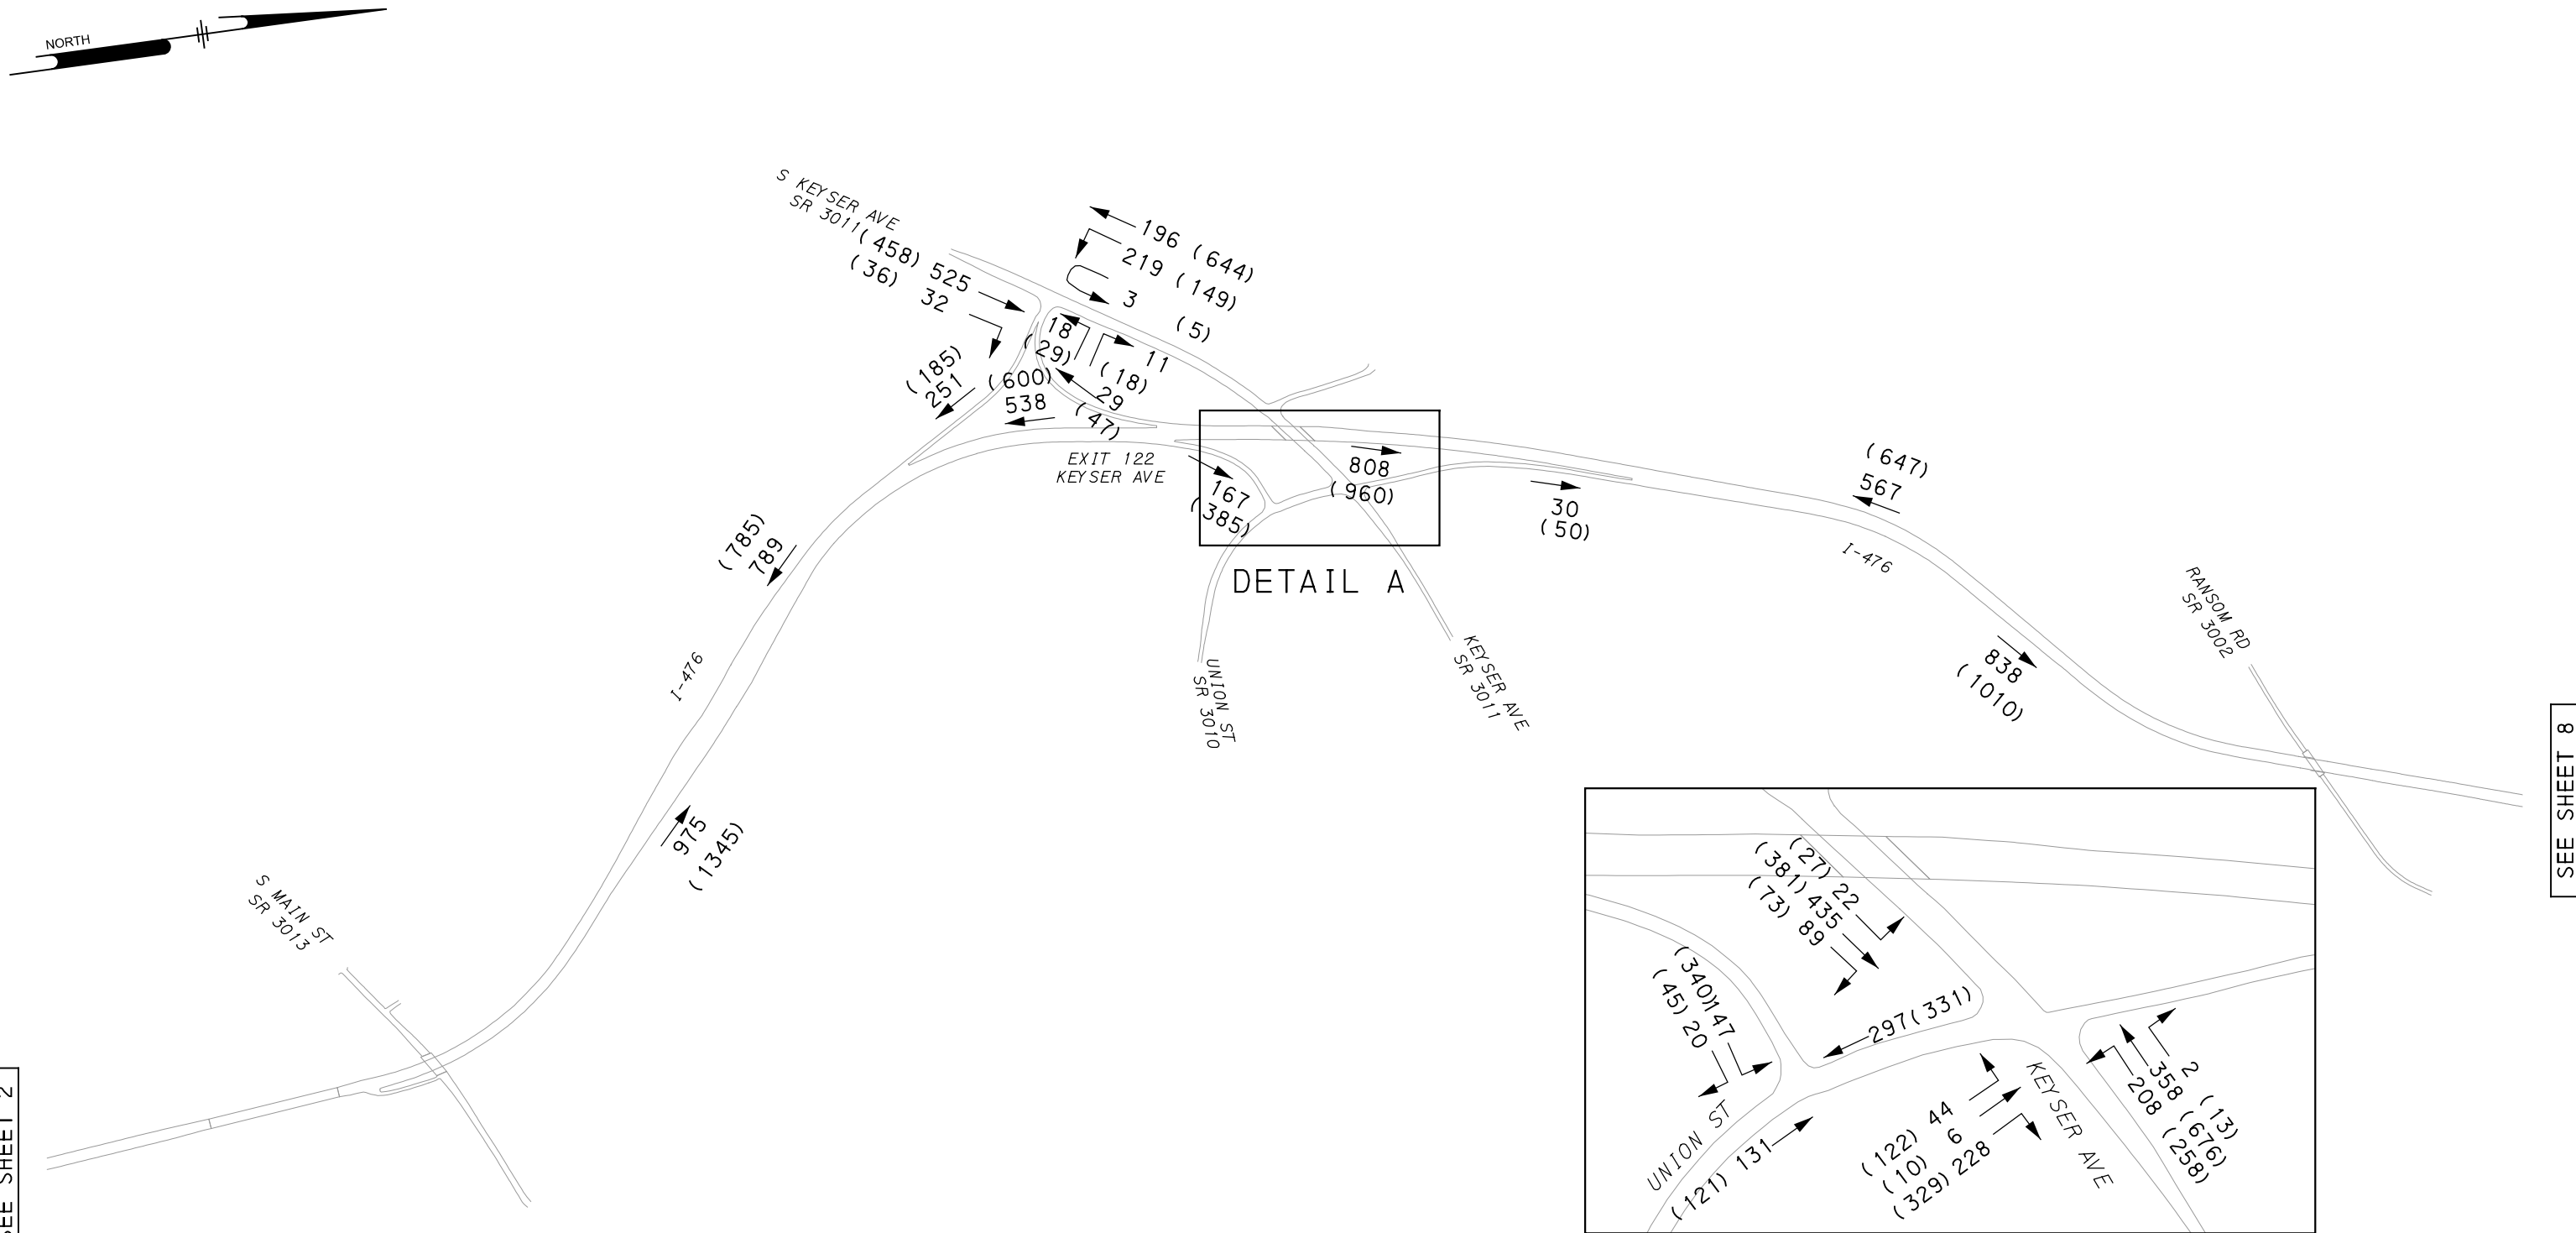 NORTH
S KEYSER AVE
SR 3011
(458) 525
(36) 32
196 (644)
219 (149)
3 (5)
18
(29)
11
(18)
29
(47)
(185)
251
(600)
538
EXIT 122
KEYSER AVE
167
(385)
808
(960)
30
(50)
(647)
567
I-476
DETAIL A
(785)
789
I-476
UNION ST
SR 3010
KEYSER AVE
SR 3011
838
(1010)
RANSOM RD
SR 3002
SEE SHEET 8
975
(1345)
S MAIN ST
SR 3013
SEE SHEET 2
(27) 22
(381) 435
(73) 89
(340)147
(45) 20
297(331)
UNION ST
(121) 131
(122) 44
(10) 6
(329) 228
KEYSER AVE
2 (13)
358 (676)
208 (258)